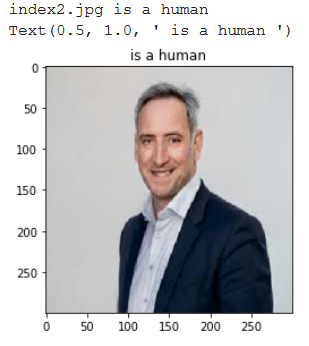 index2.jpg is a human
Text(0.5, 1.0, ' is a human ')
is a human
0
50
100
150
200
250
0 50 100 150 200 250